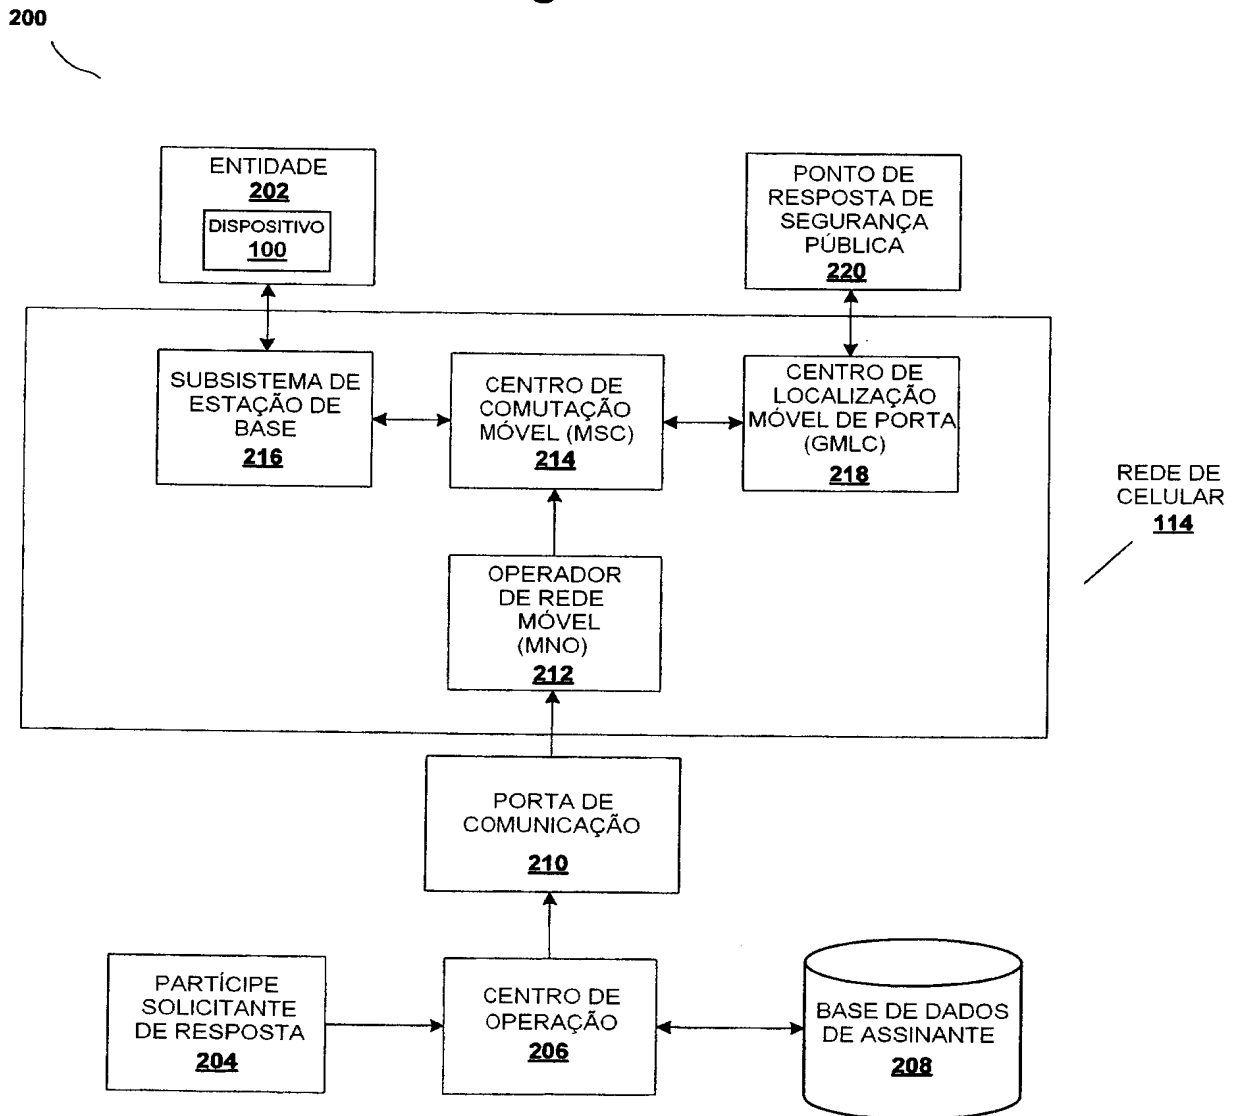 200
ENTIDADE
202
DISPOSITIVO
100
PONTO DE
RESPOSTA DE
SEGURANÇA
PÚBLICA
220
SUBSISTEMA DE
ESTAÇÃO DE
BASE
216
CENTRO DE
COMUTAÇÃO
MÓVEL (MSC)
214
CENTRO DE
LOCALIZAÇÃO
MÓVEL DE PORTA
(GMLC)
218
REDE DE
CELULAR
114
OPERADOR
DE REDE
MÓVEL
(MNO)
212
PORTA DE
COMUNICAÇÃO
210
PARTÍCIPE
SOLICITANTE
DE RESPOSTA
204
CENTRO DE
OPERAÇÃO
206
BASE DE DADOS
DE ASSINANTE
208